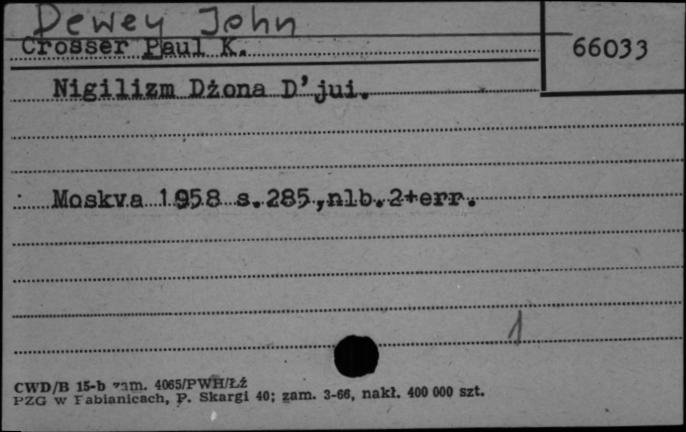 Dewey John
Crosser Paul K.
66033
Nigilizm Dżona D'jui.
Moskva 1958 s.285,nlb.2+err.
1
CWD/B 15-b zam. 4065/PWH/Łż
PZG w Pabianicach, P. Skargi 40; zam. 3-66, nakł. 400 000 szt.